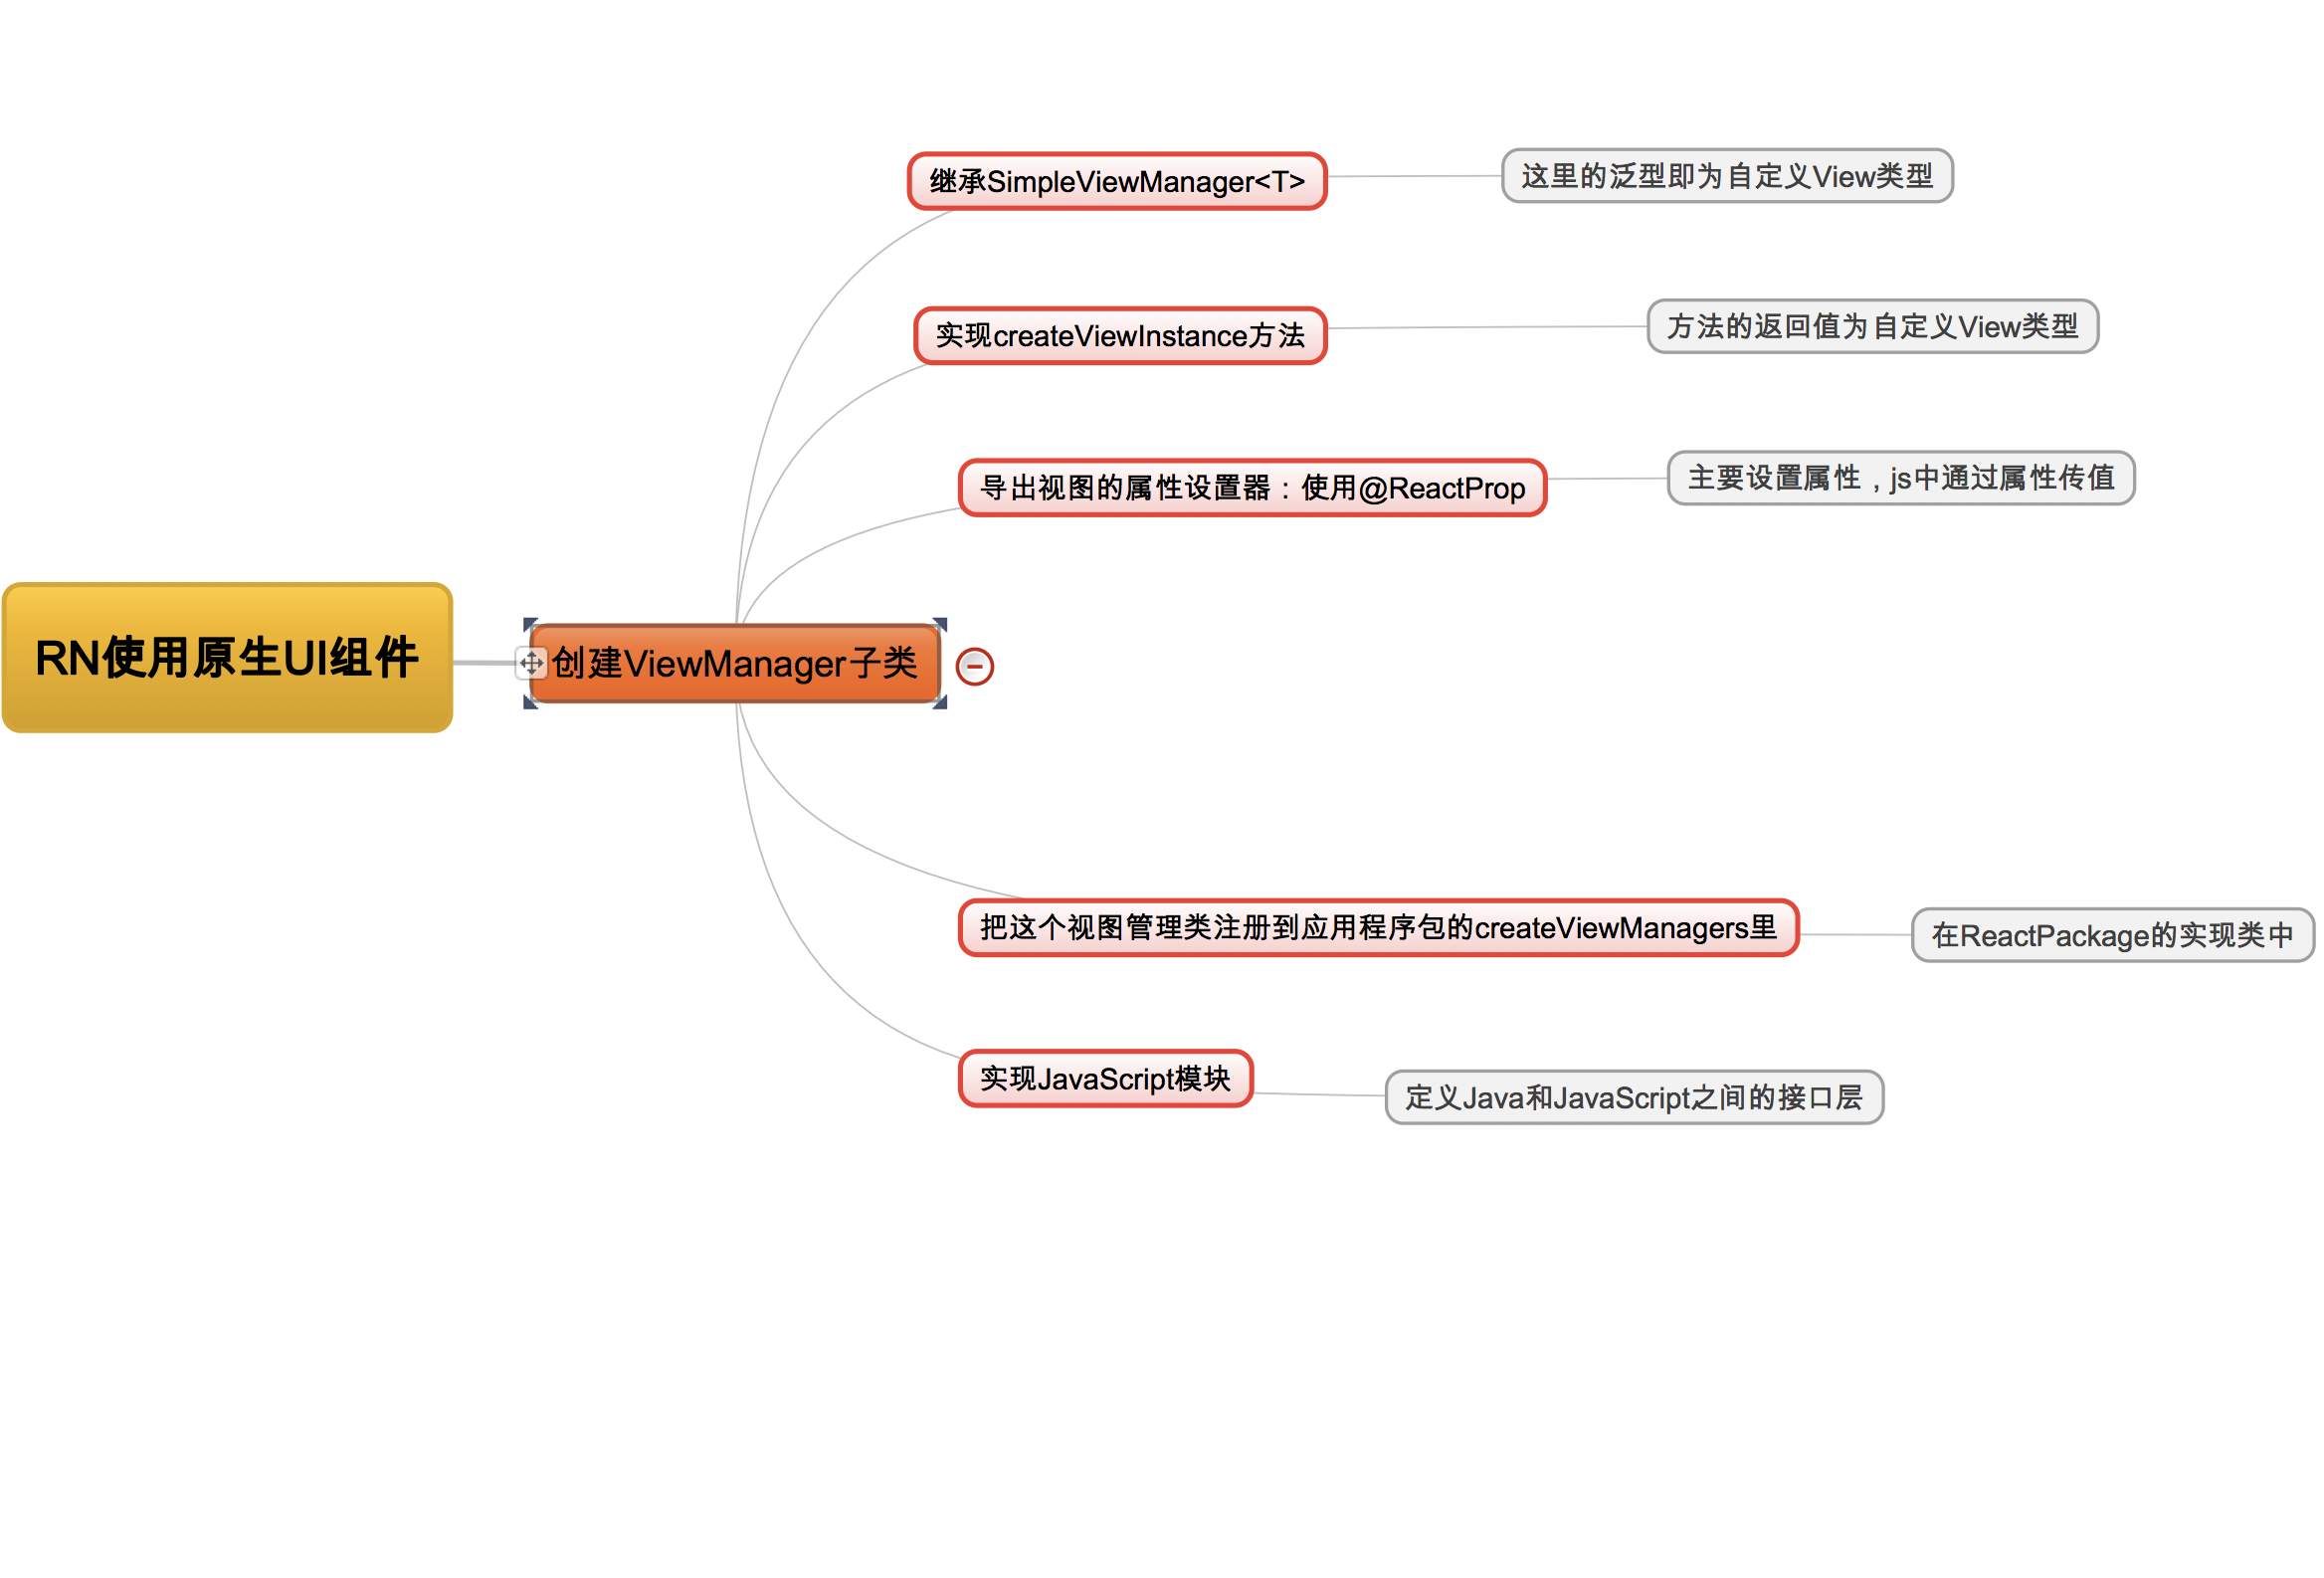 RN使用原生UI组件
创建ViewManager子类
继承SimpleViewManager<T>
这里的泛型即为自定义View类型
实现createViewInstance方法
方法的返回值为自定义View类型
导出视图的属性设置器：使用@ReactProp
主要设置属性，js中通过属性传值
把这个视图管理类注册到应用程序包的createViewManagers里
在ReactPackage的实现类中
实现JavaScript模块
定义Java和JavaScript之间的接口层